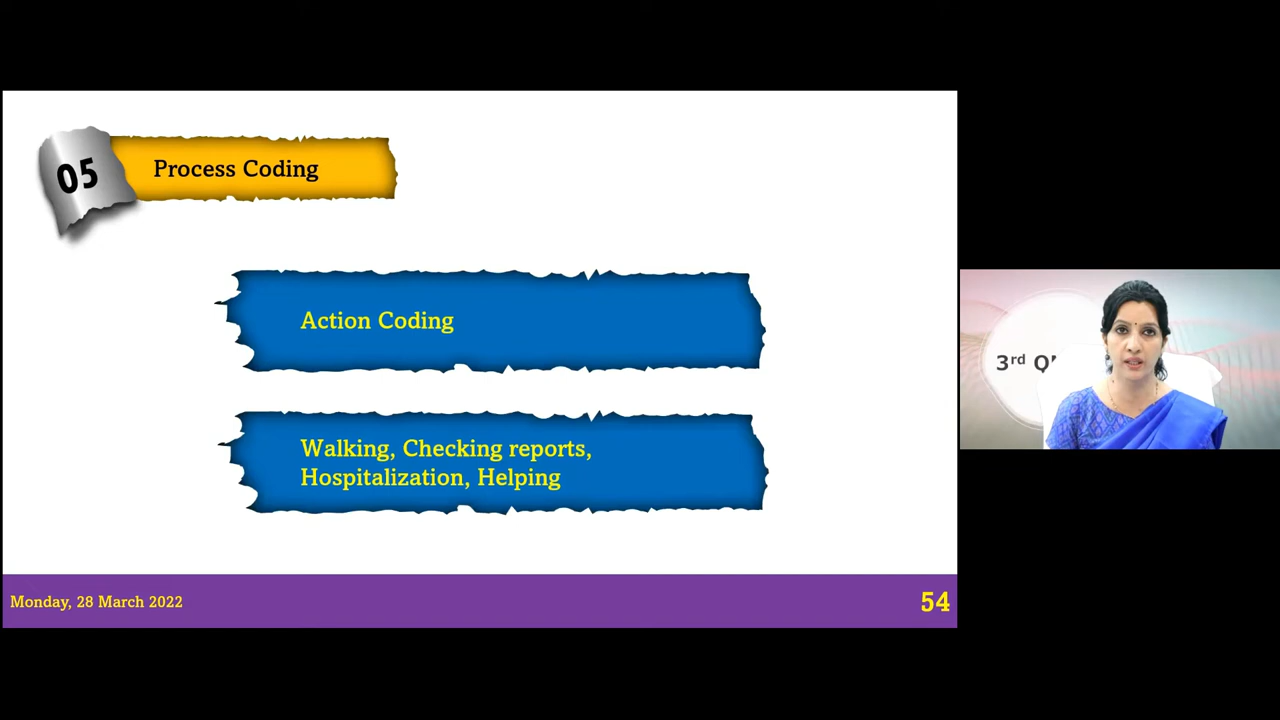 05
Process Coding
Action Coding
Walking, Checking reports,
Hospitalization, Helping
3rd
Monday, 28 March 2022
54